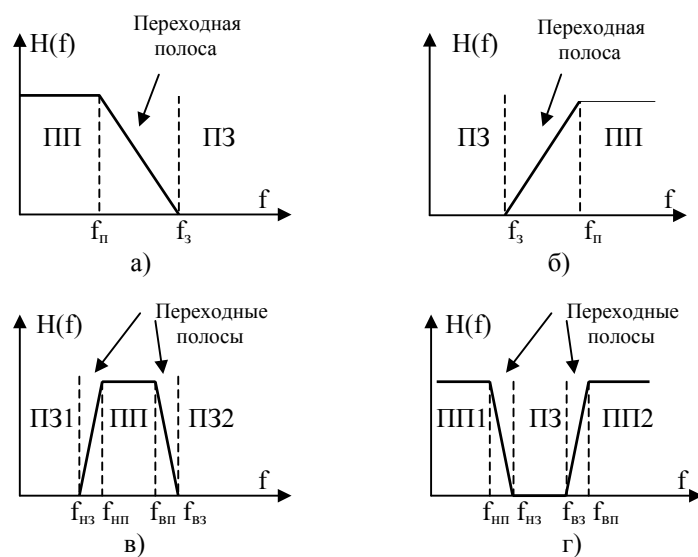 H(f)
Переходная
полоса
ПП
ПЗ
f
fп
fз
а)
H(f)
Переходная
полоса
ПЗ
ПП
f
fз
fп
б)
H(f)
Переходные
полосы
ПЗ1
ПП
ПЗ2
f
fнз
fнп
fвп
fвз
в)
H(f)
Переходные
полосы
ПП1
ПЗ
ПП2
f
fнп
fнз
fвз
fвп
г)